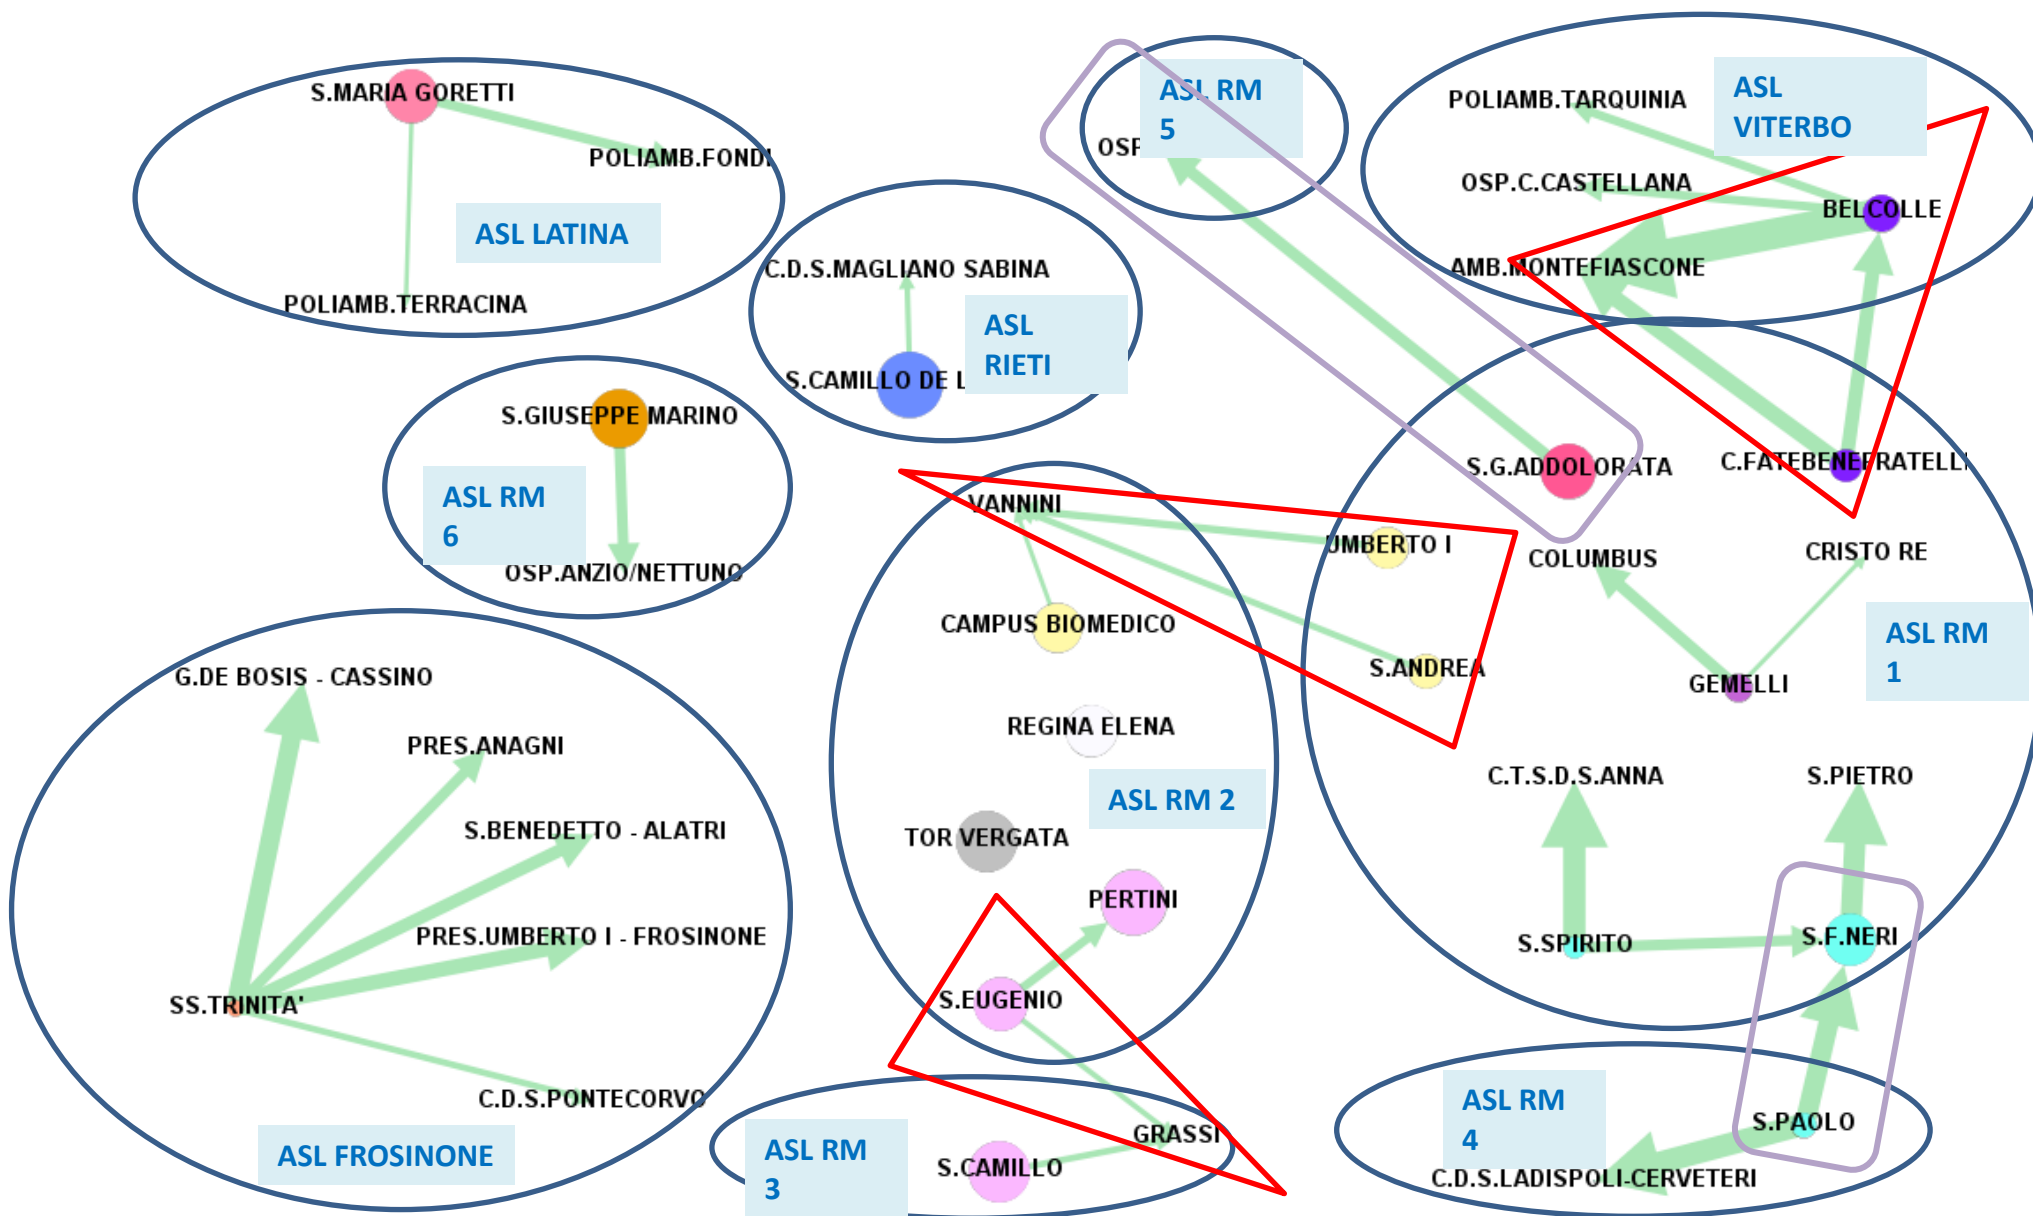 S.MARIA GORETTI
POLIAMB.FONDI
ASL LATINA
POLIAMB.TERRACINA
ASL RM
5
OSP
POLIAMB.TARQUINIA
ASL
VITERBO
OSP.C.CASTELLANA
BELCOLLE
AMB.MONTEFIASCONE
C.D.S.MAGLIANO SABINA
ASL
RIETI
S.CAMILLO DE L
S.GIUSEPPE MARINO
ASL RM
6
OSP.ANZIO/NETTUNO
S.G.ADDOLORATA
C.FATEBENEFRATELLI
VANNINI
UMBERTO I
COLUMBUS
CRISTO RE
CAMPUS BIOMEDICO
S.ANDREA
GEMELLI
ASL RM
1
REGINA ELENA
ASL RM 2
C.T.S.D.S.ANNA
S.PIETRO
TOR VERGATA
PERTINI
S.SPIRITO
S.F.NERI
S.EUGENIO
G.DE BOSIS - CASSINO
PRES.ANAGNI
S.BENEDETTO - ALATRI
PRES.UMBERTO I - FROSINONE
SS.TRINITA'
C.D.S.PONTECORVO
ASL FROSINONE
ASL RM
3
GRASSI
S.CAMILLO
ASL RM
4
S.PAOLO
C.D.S.LADISPOLI-CERVETERI